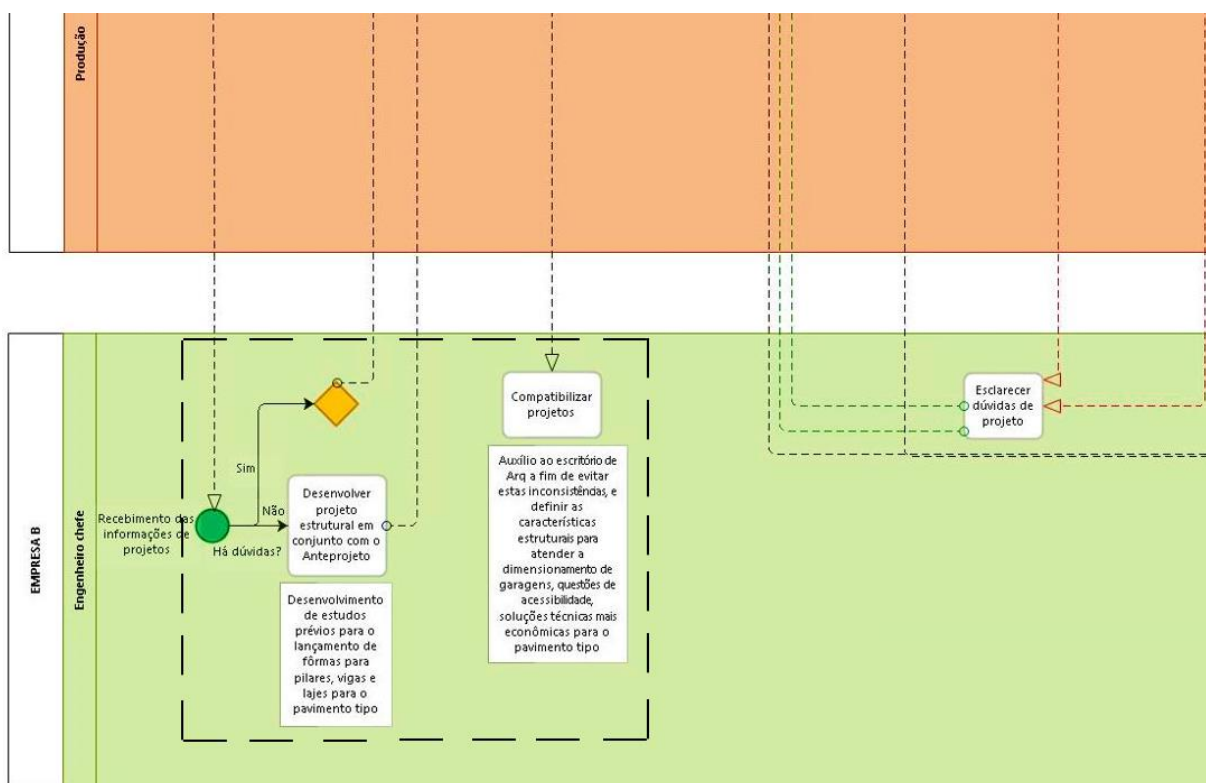 Produção
EMPRESA B
Engenheiro chefe
Recebimento das
informações de
projetos
Sim
Não
Há dúvidas?
Desenvolver
projeto
estrutural em
conjunto com o
Anteprojeto
Desenvolvimento
de estudos
prévios para o
lançamento de
fôrmas para
pilares, vigas e
lajes para o
pavimento tipo
Compatibilizar
projetos
Auxílio ao escritório de
Arq a fim de evitar
estas inconsistências, e
definir as
características
estruturais para
atender a
dimensionamento de
garagens, questões de
acessibilidade,
soluções técnicas mais
econômicas para o
pavimento tipo
Esclarecer
dúvidas de
projeto